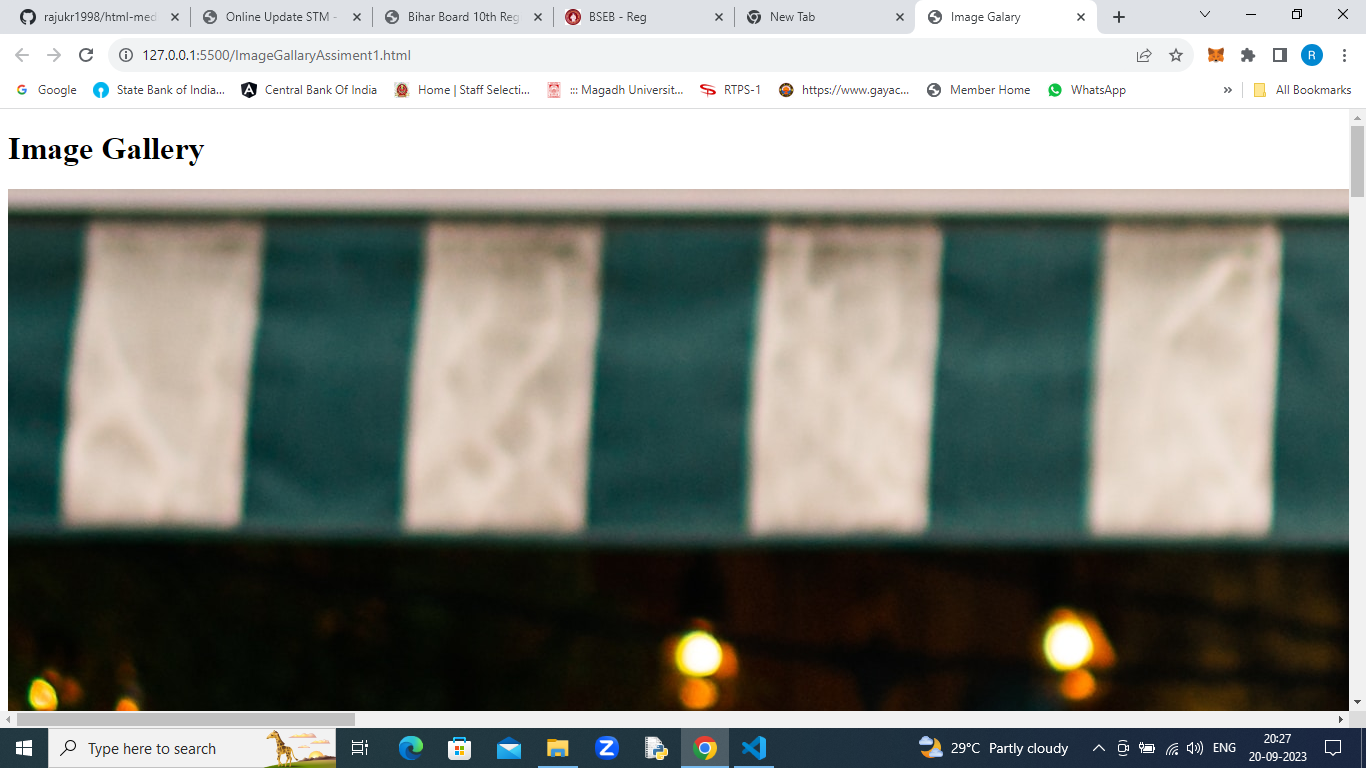 rajukr1998/html-med
Online Update STM -
Bihar Board 10th Reg
BSEB - Reg
New Tab
Image Galary
127.0.0.1:5500/ImageGallaryAssiment1.html
R
Google
State Bank of India...
Central Bank Of India
Home | Staff Selecti...
::: Magadh Universit...
RTPS-1
https://www.gayac...
Member Home
WhatsApp
»
All Bookmarks
Image Gallery
Type here to search
29°C Partly cloudy
ENG
20:27
20-09-2023